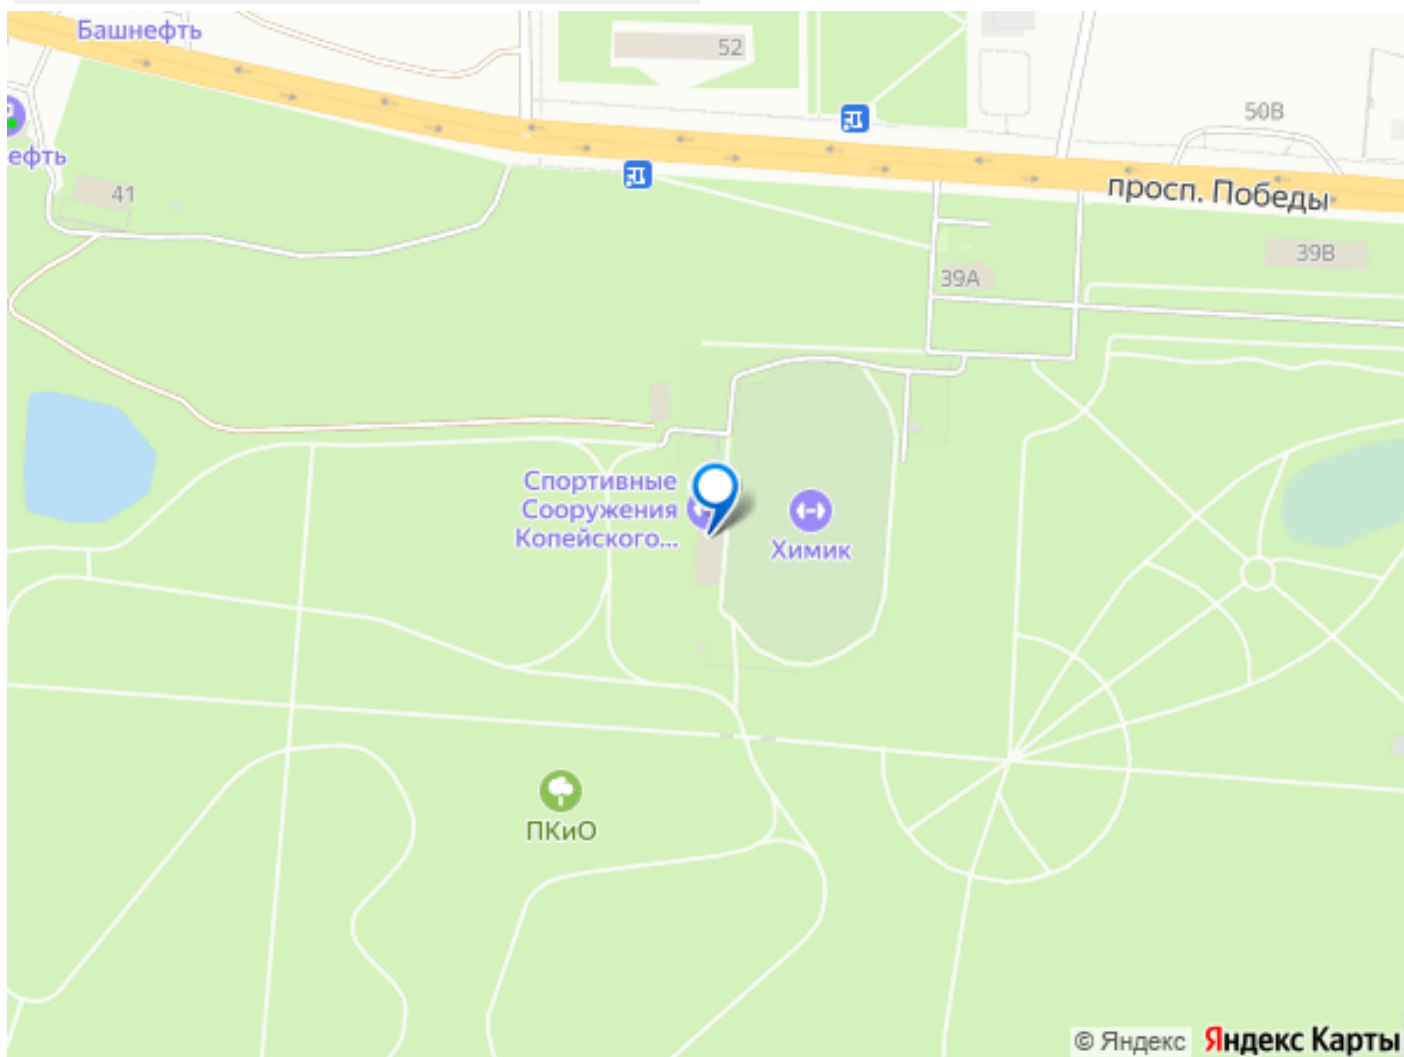 Башнефть
52
50В
ефть
41
просп. Победы
39В
39А
Спортивные
Сооружения
Копейского...
Химик
ПКиО
© Яндекс Яндекс Карты